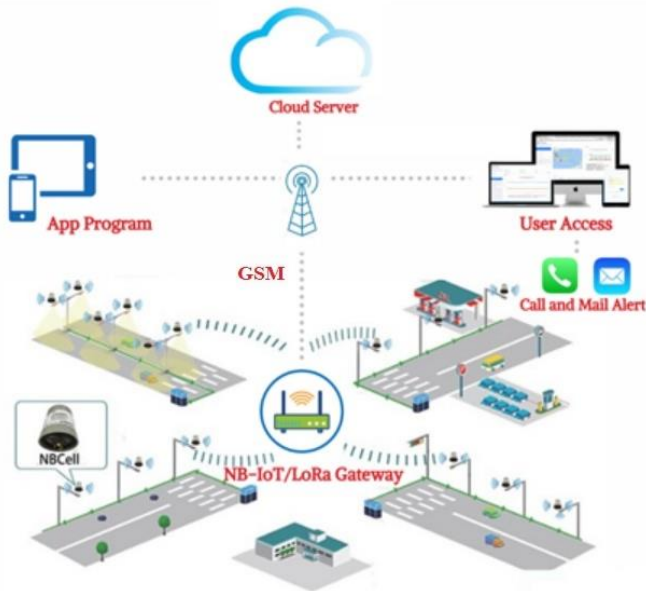 Cloud Server
App Program
User Access
GSM
Call and Mail Alert
NBCell
NB-IoT/LoRa Gateway